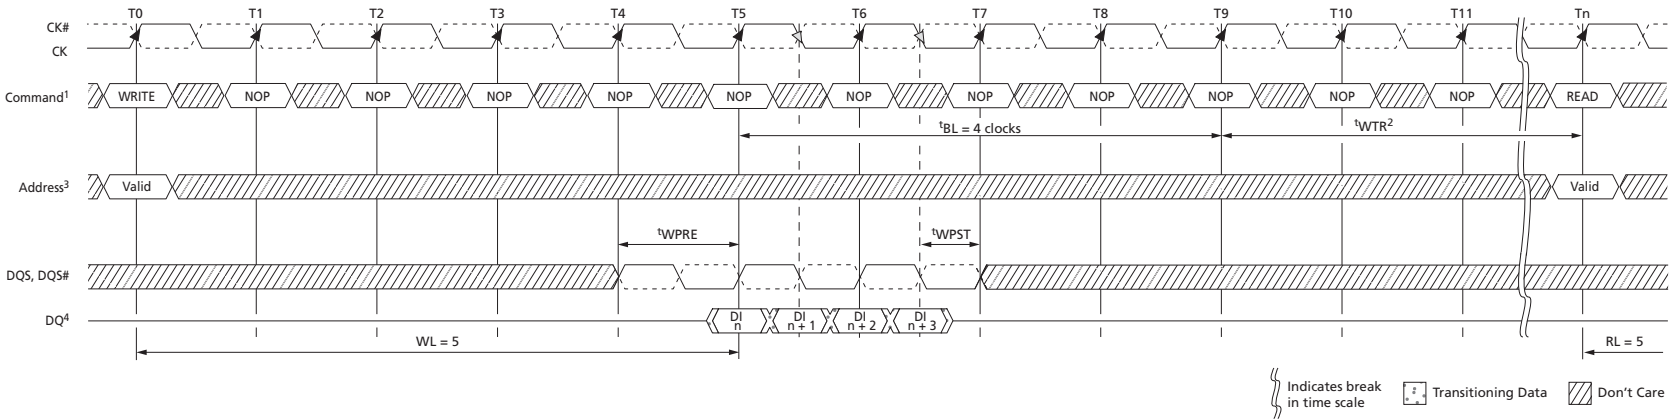 T0 T1 T2 T3 T4 T5 T6 T7 T8 T9 T10 T11 Tn
CK#
CK
Command¹ WRITE NOP NOP NOP NOP NOP NOP NOP NOP NOP NOP NOP READ
ᵗBL = 4 clocks ᵗWTR²
Address³ Valid Valid
ᵗWPRE ᵗWPST
DQS, DQS#
DQ⁴ DI n DI n + 1 DI n + 2 DI n + 3
WL = 5 RL = 5
Indicates break in time scale
Transitioning Data
Don't Care